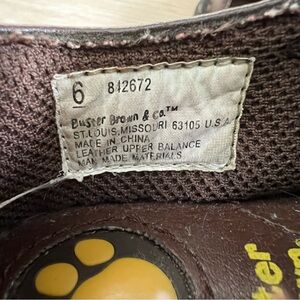 6 812672
Buster Brown & Co.™
ST.LOUIS,MISSOURI 63105 U.S.A
MADE IN CHINA
LEATHER UPPER BALANCE
MAN MADE MATERIALS
ter